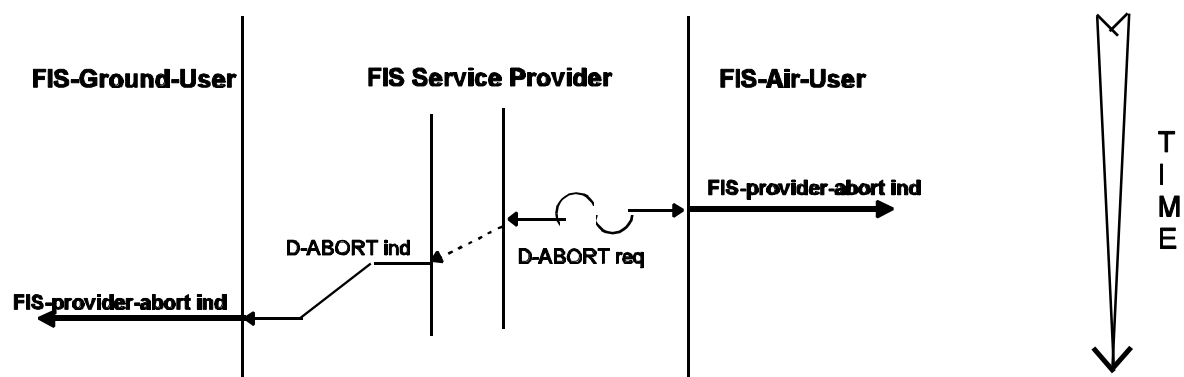 FIS-Ground-User
FIS Service Provider
FIS-Air-User
TIME
FIS-provider-abort ind
D-ABORT ind
D-ABORT req
FIS-provider-abort ind